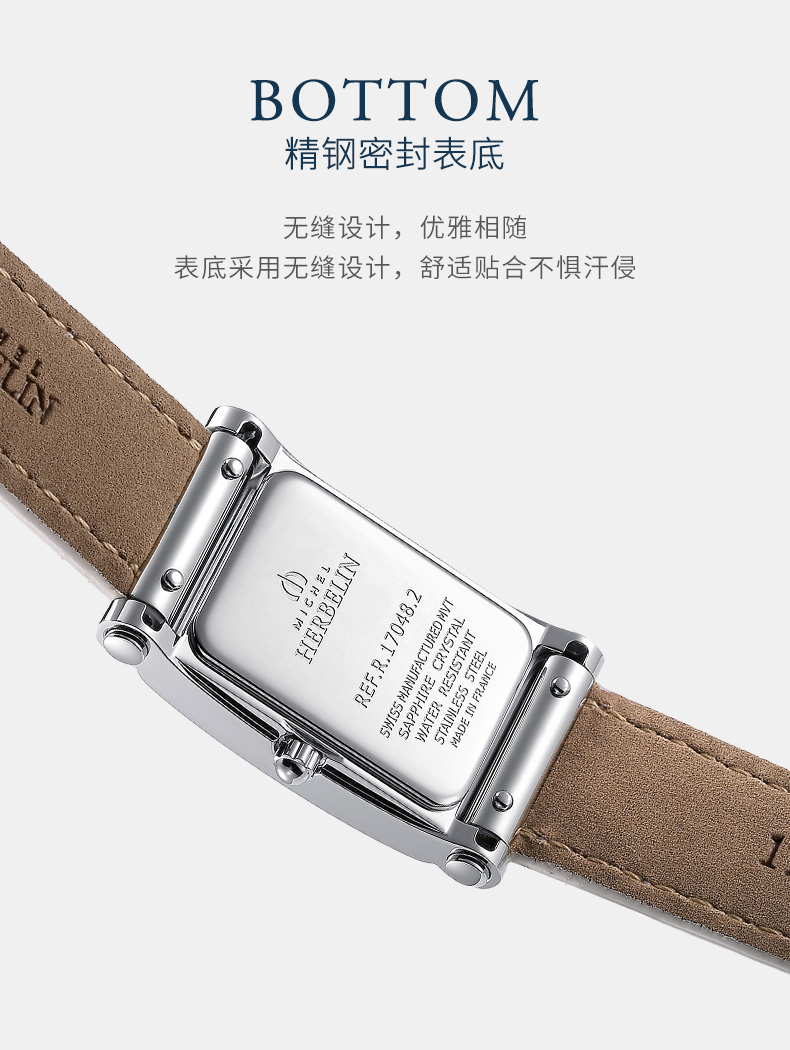 BOTTOM
精钢密封表底
无缝设计，优雅相随
表底采用无缝设计，舒适贴合不惧汗侵
MICHEL
HERBELIN
REF.R.17048.2
SWISS MANUFACTURED MVT
SAPPHIRE CRYSTAL
WATER RESISTANT
STAINLESS STEEL
MADE IN FRANCE